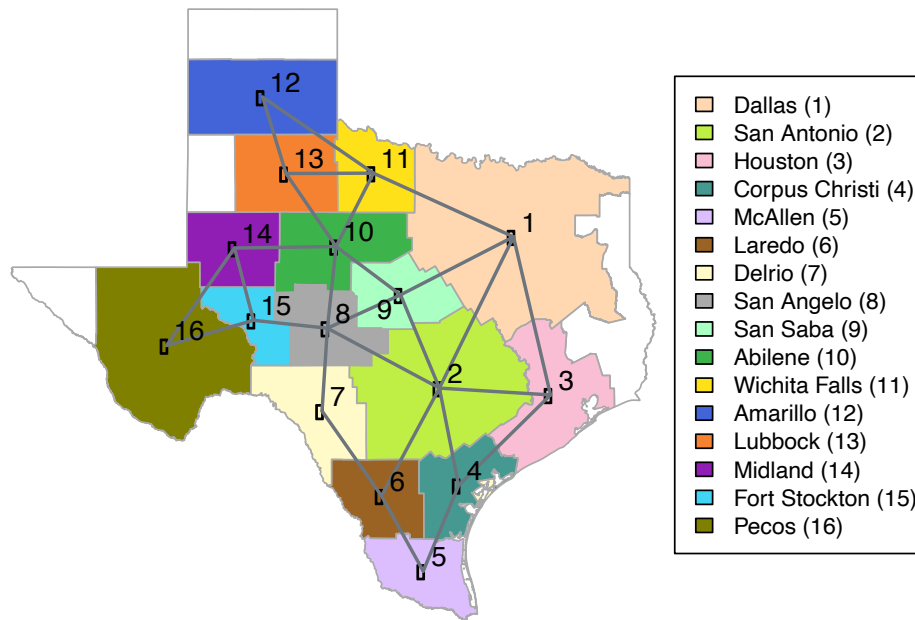 12
13
11
14
10
1
15
8
9
16
7
2
3
6
4
5
Dallas (1)
San Antonio (2)
Houston (3)
Corpus Christi (4)
McAllen (5)
Laredo (6)
Delrio (7)
San Angelo (8)
San Saba (9)
Abilene (10)
Wichita Falls (11)
Amarillo (12)
Lubbock (13)
Midland (14)
Fort Stockton (15)
Pecos (16)